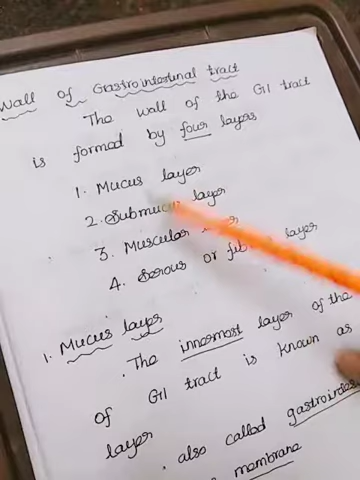 Wall of Gastrointestinal tract
The wall of the GI tract
is formed by four layers
1. Mucus layer
2. Submucus layer
3. Muscular
4. Serous or layer
1. Mucus layer
. The innermost layer of the
of GI tract is known as
layer
. also called
membrane